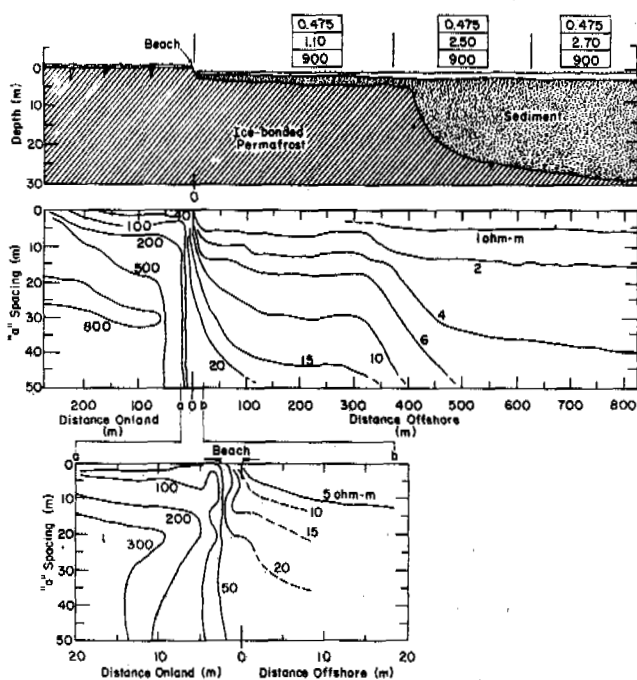 0.475 0.475 0.475
1.10 2.50 2.70
900 900 900
Beach
Depth (m)
0
10
20
30
Ice-bonded
Permafrost
Sediment
0
"a" Spacing (m)
0
10
20
30
40
50
40
100
200
500
800
1 ohm-m
2
4
6
10
15
20
200 100 a 0 b 100 200 300 400 500 600 700 800
Distance Onland
(m)
Distance Offshore
(m)
a Beach b
"a" Spacing (m)
0
10
20
30
40
50
100
200
300
50
5 ohm-m
10
15
20
20 10 0 10 20
Distance Onland (m) Distance Offshore (m)